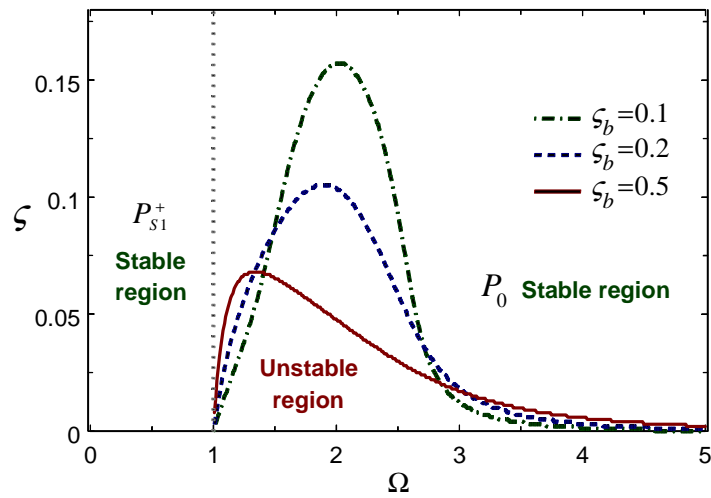 0.15
0.1
0.05
0
ς
0 1 2 3 4 5
Ω
P_{S1}^{+}
Stable
region
P_0 Stable region
Unstable
region
ς_b=0.1
ς_b=0.2
ς_b=0.5